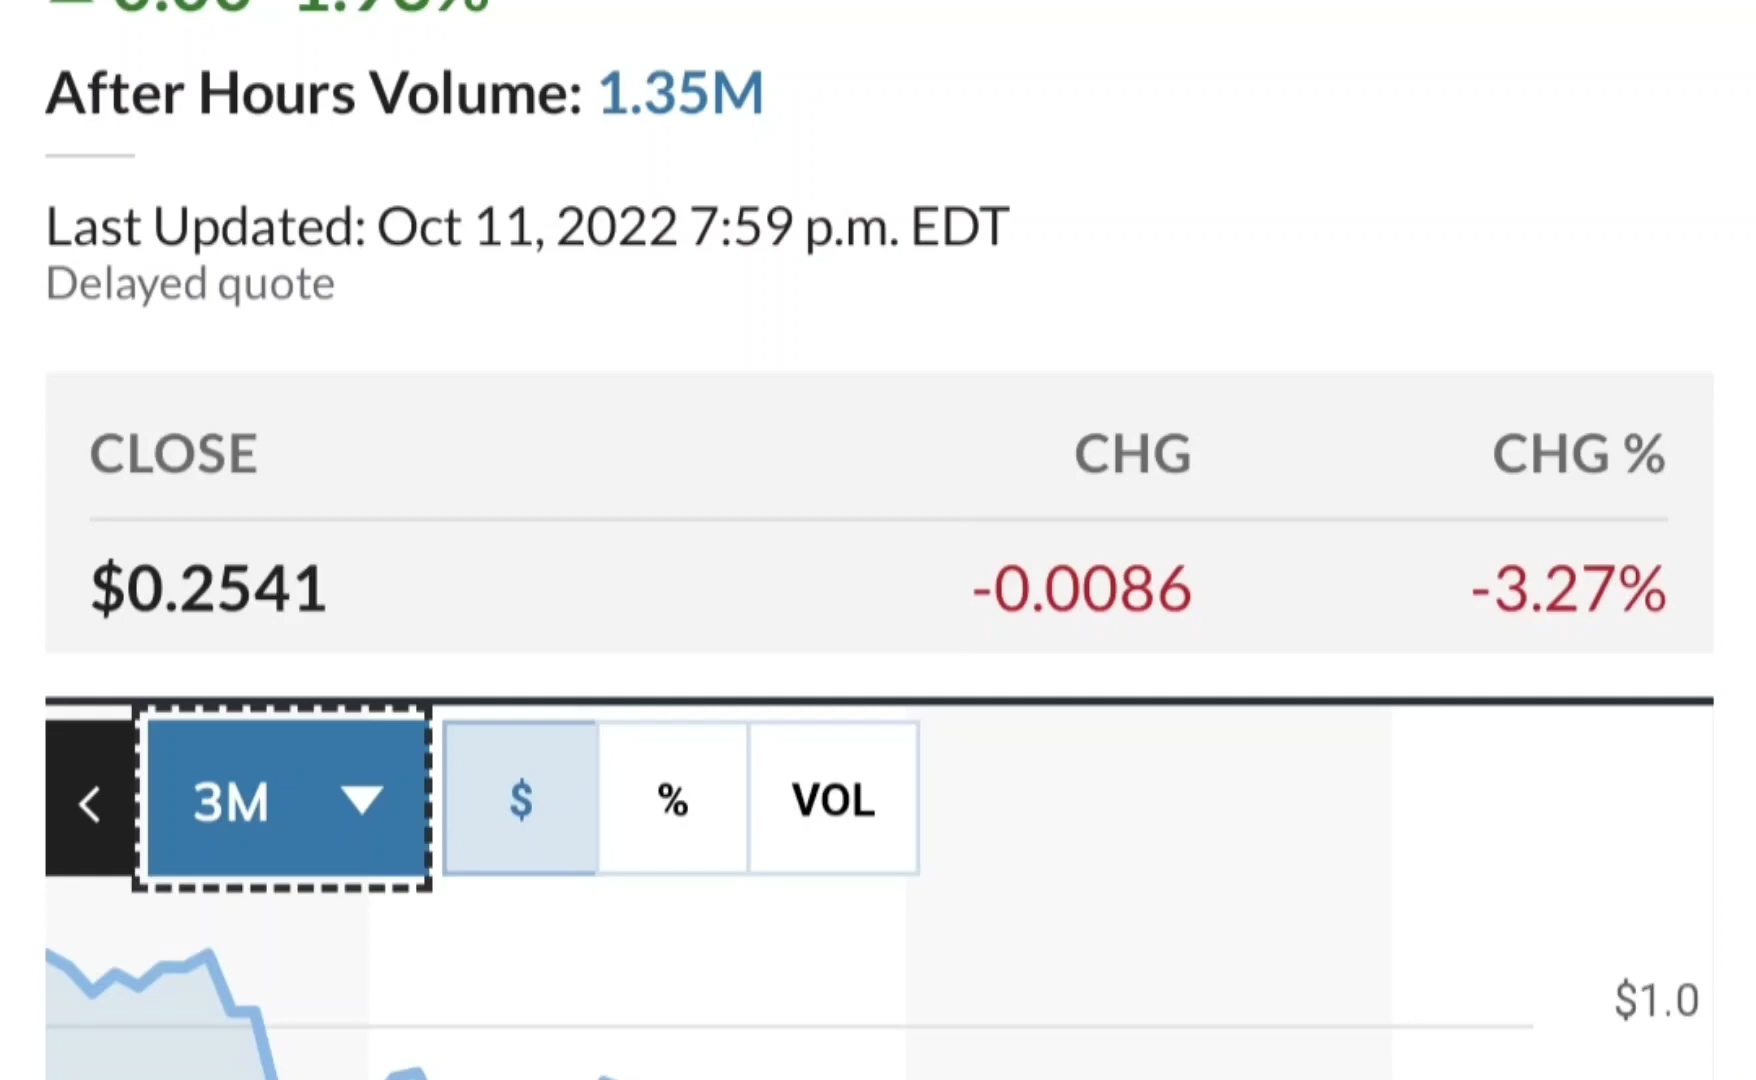 After Hours Volume: 1.35M
Last Updated: Oct 11, 2022 7:59 p.m. EDT
Delayed quote
CLOSE CHG CHG %
$0.2541 -0.0086 -3.27%
< 3M $ % VOL
$1.0